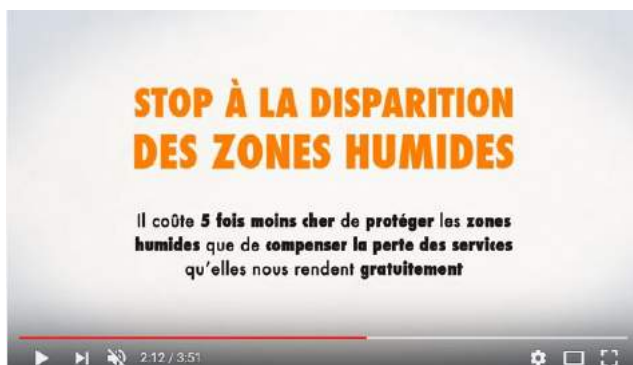 STOP À LA DISPARITION
DES ZONES HUMIDES
Il coûte 5 fois moins cher de protéger les zones
humides que de compenser la perte des services
qu'elles nous rendent gratuitement
2:12 / 3:51